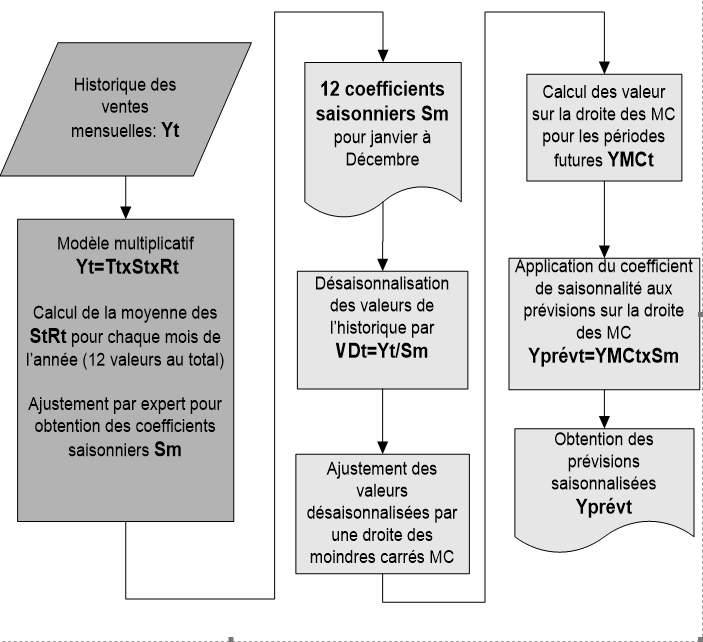 Historique des
ventes
mensuelles: Yt
Modèle multiplicatif
Yt=TtxStxRt
Calcul de la moyenne des
StRt pour chaque mois de
l'année (12 valeurs au total)
Ajustement par expert pour
obtention des coefficients
saisonniers Sm
12 coefficients
saisonniers Sm
pour janvier à
Décembre
Désaisonnalisation
des valeurs de
l'historique par
VDt=Yt/Sm
Ajustement des
valeurs
désaisonnalisées par
une droite des
moindres carrés MC
Calcul des valeur
sur la droite des MC
pour les périodes
futures YMCt
Application du coefficient
de saisonnalité aux
prévisions sur la droite
des MC
Yprévt=YMCtxSm
Obtention des
prévisions
saisonnalisées
Yprévt